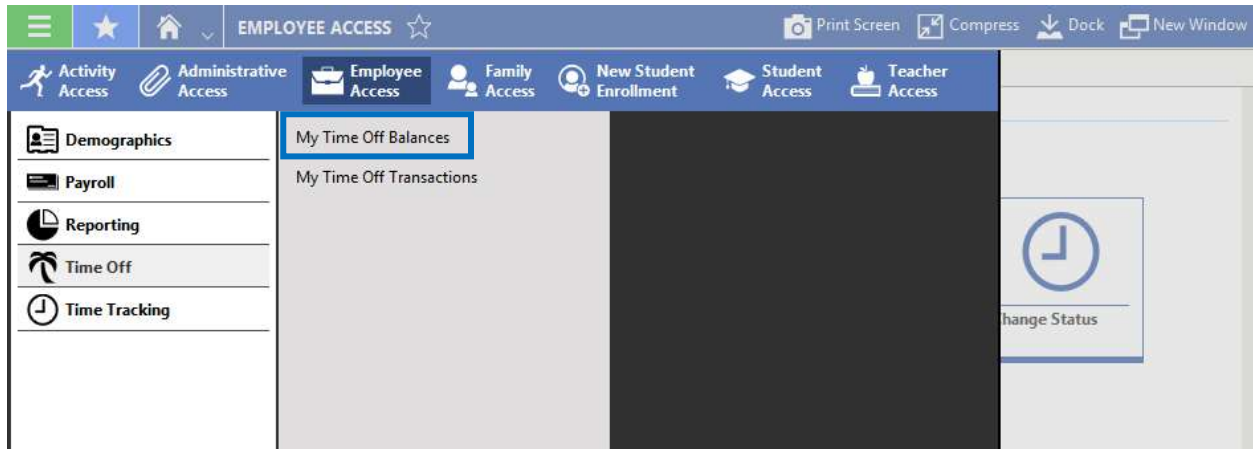 EMPLOYEE ACCESS
Print Screen
Compress
Dock
New Window
Activity
Access
Administrative
Access
Employee
Access
Family
Access
New Student
Enrollment
Student
Access
Teacher
Access
Demographics
Payroll
Reporting
Time Off
Time Tracking
My Time Off Balances
My Time Off Transactions
hange Status